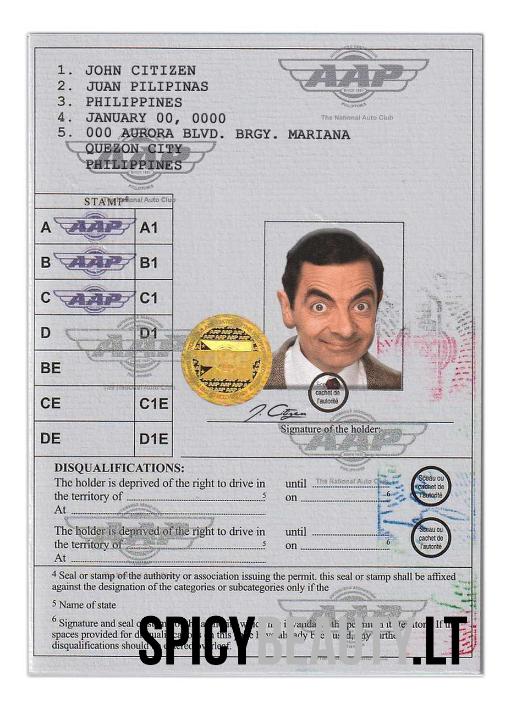 1. JOHN CITIZEN
2. JUAN PILIPINAS
3. PHILIPPINES
4. JANUARY 00, 0000
5. 000 AURORA BLVD. BRGY. MARIANA
QUEZON CITY
PHILIPPINES
AAP
PHILIPPINES
The National Auto Club
STAMP⁴
A AAP A1
B AAP B1
C AAP C1
D D1
BE
CE C1E
DE D1E
cachet de
l'autorité
J. Citizen
Signature of the holder:
DISQUALIFICATIONS:
The holder is deprived of the right to drive in until
the territory of 5 on 6
At
Sceau ou
cachet de
l'autorité
The holder is deprived of the right to drive in until
the territory of 5 on 6
At
Sceau ou
cachet de
l'autorité
4 Seal or stamp of the authority or association issuing the permit. this seal or stamp shall be affixed
against the designation of the categories or subcategories only if the
5 Name of state
6 Signature and
spaces provided for
disqualifications should
SPICYBEAUTY.LT